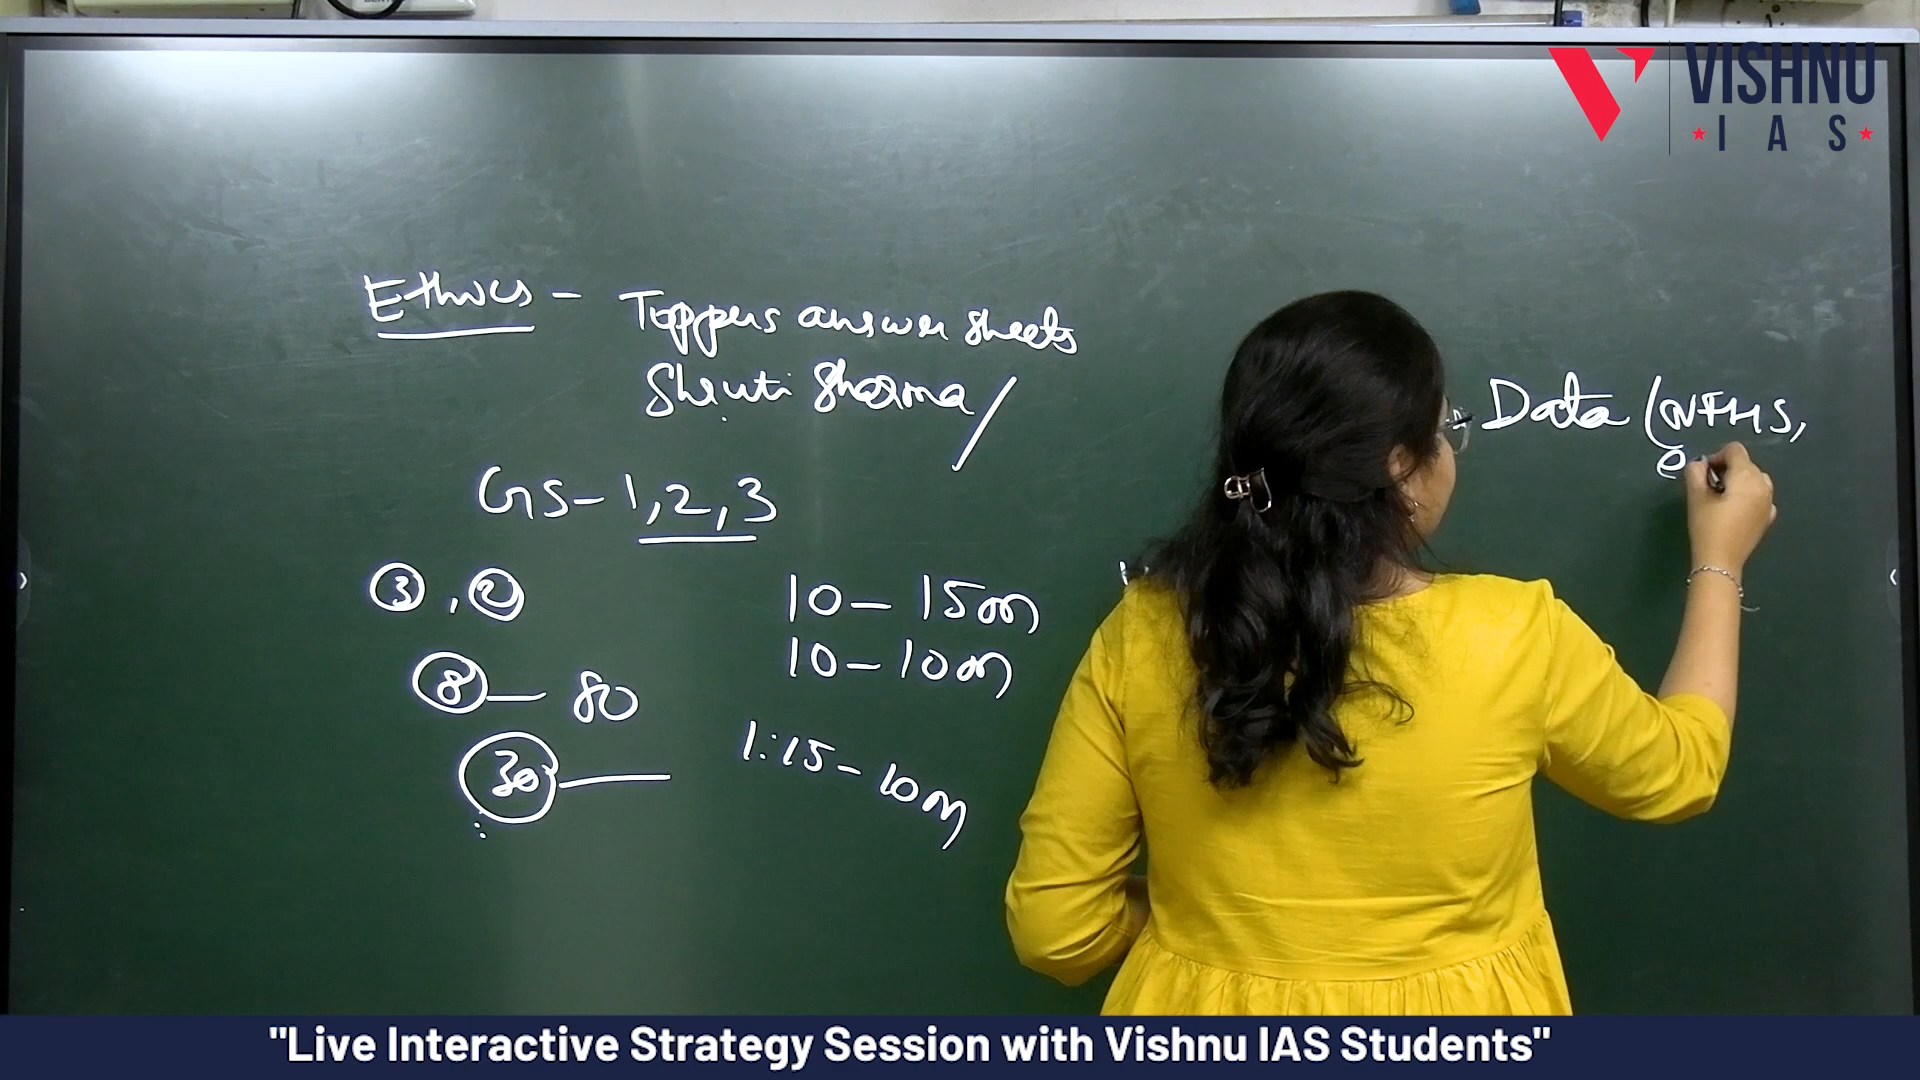 VISHNU
IAS
Ethics - Toppers answer sheets
Shruti Sharma /
Data (NFHS,
GS-1,2,3
3, 2
10 - 15m
10 - 10m
8 - 80
30 -
1:15 - 10m
"Live Interactive Strategy Session with Vishnu IAS Students"